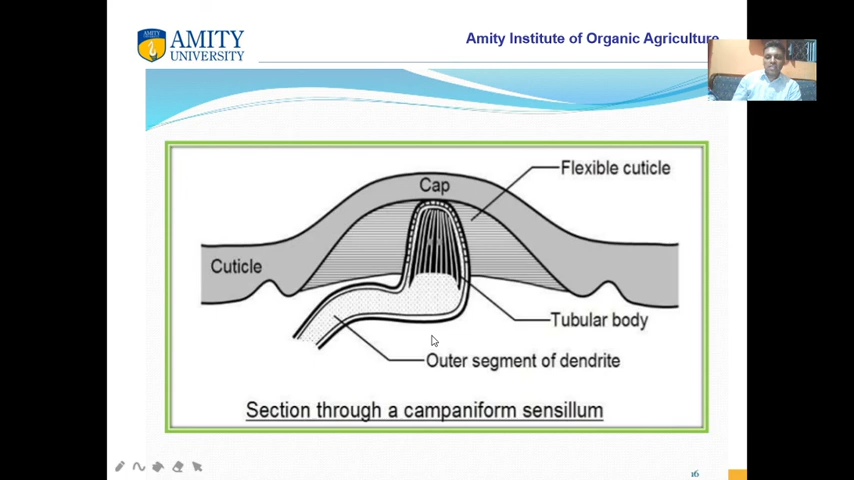 AMITY
AMITY
UNIVERSITY
Amity Institute of Organic Agriculture
Cap
Flexible cuticle
Cuticle
Tubular body
Outer segment of dendrite
Section through a campaniform sensillum
16